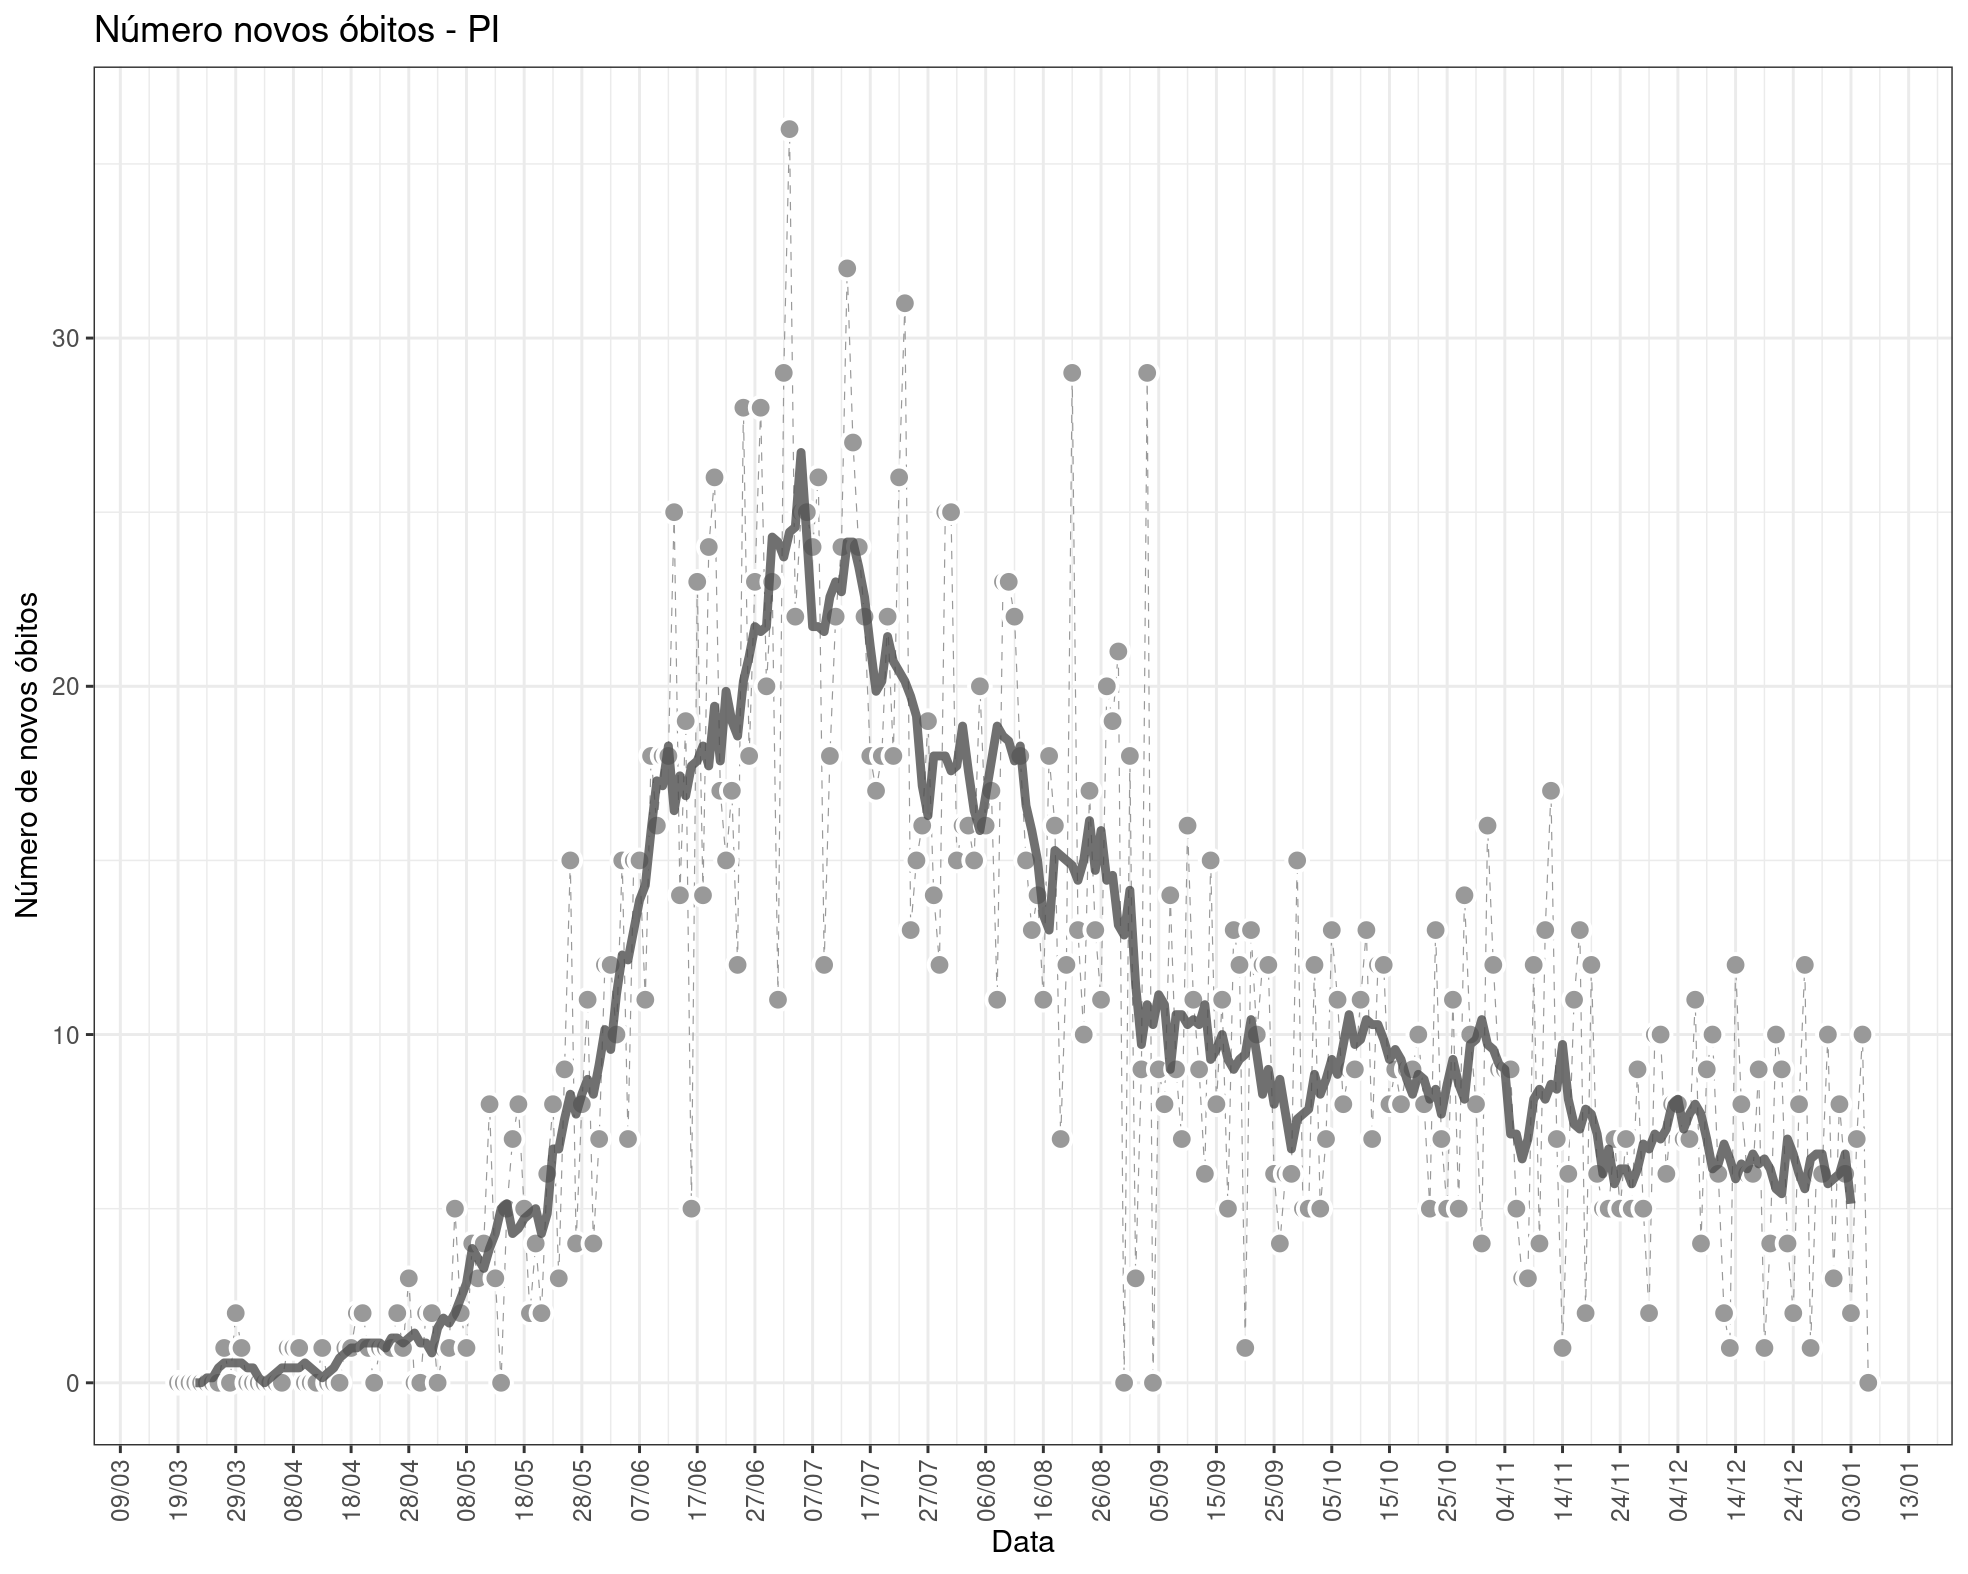 Número novos óbitos - PI
Número de novos óbitos
30
20
10
0
09/03 19/03 29/03 08/04 18/04 28/04 08/05 18/05 28/05 07/06 17/06 27/06 07/07 17/07 27/07 06/08 16/08 26/08 05/09 15/09 25/09 05/10 15/10 25/10 04/11 14/11 24/11 04/12 14/12 24/12 03/01 13/01
Data